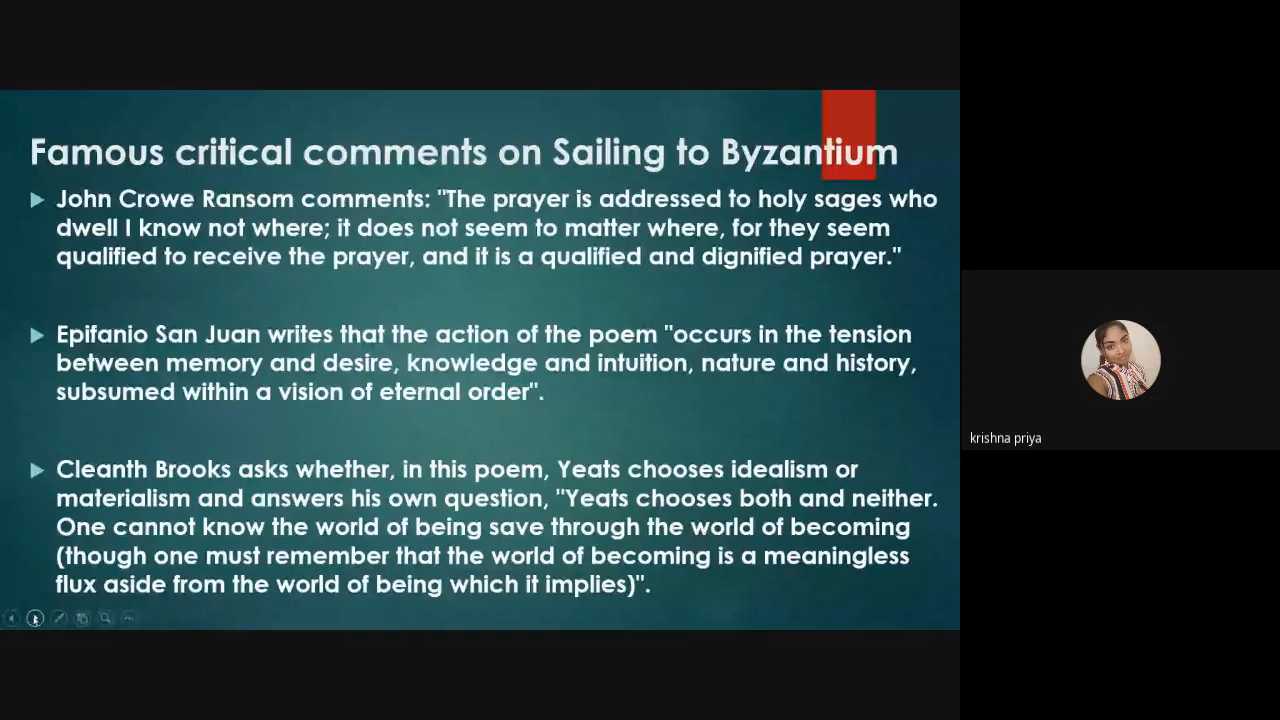 Famous critical comments on Sailing to Byzantium
John Crowe Ransom comments: "The prayer is addressed to holy sages who
dwell I know not where; it does not seem to matter where, for they seem
qualified to receive the prayer, and it is a qualified and dignified prayer."
Epifanio San Juan writes that the action of the poem "occurs in the tension
between memory and desire, knowledge and intuition, nature and history,
subsumed within a vision of eternal order".
Cleanth Brooks asks whether, in this poem, Yeats chooses idealism or
materialism and answers his own question, "Yeats chooses both and neither.
One cannot know the world of being save through the world of becoming
(though one must remember that the world of becoming is a meaningless
flux aside from the world of being which it implies)".
krishna priya